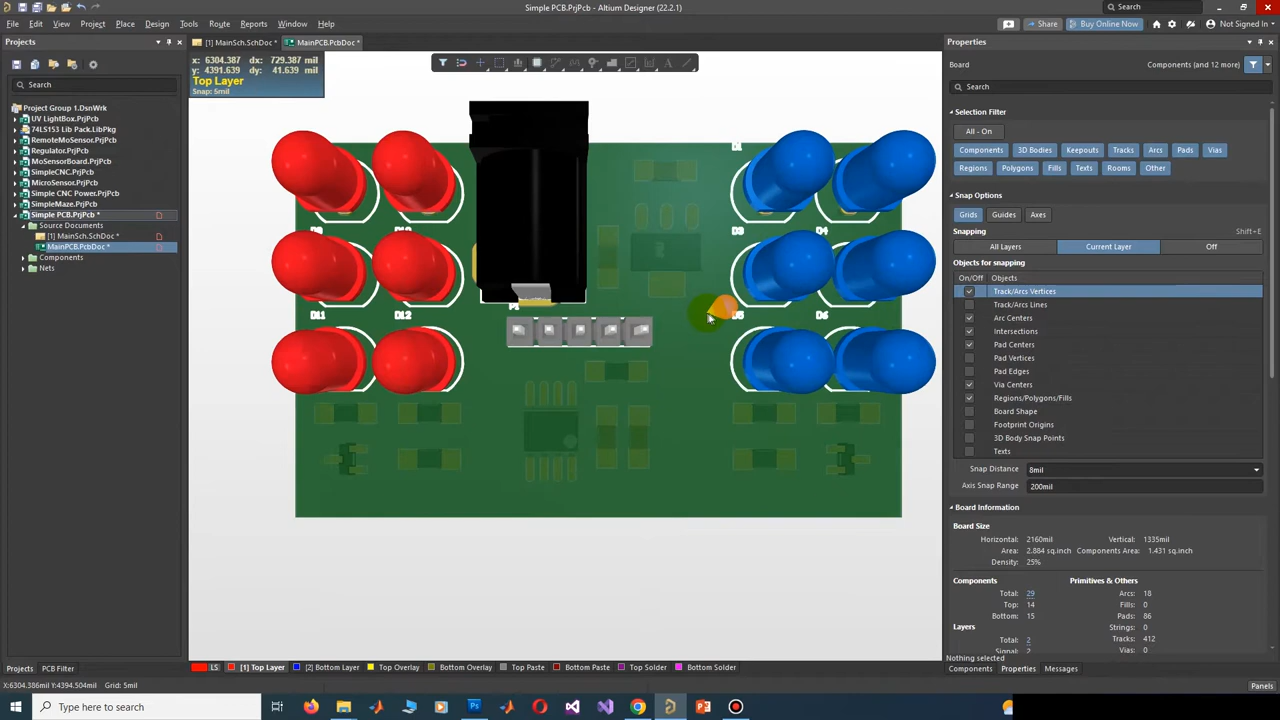 Simple PCB.PrjPcb - Altium Designer (22.2.1)
Search
File
Edit
View
Project
Place
Design
Tools
Route
Reports
Window
Help
Share
Buy Online Now
Not Signed In
Projects
[1] MainSch.SchDoc *
MainPCB.PcbDoc *
Search
Project Group 1.DsnWrk
UV LightBox.PrjPcb
74LS153 Lib Pack.LibPkg
RemoteMoSensor.PrjPcb
Regulator.PrjPcb
MoSensorBoard.PrjPcb
SimpleCNC.PrjPcb
MicroSensor.PrjPcb
Simple CNC Power.PrjPcb
SimpleMaze.PrjPcb
Simple PCB.PrjPcb *
Source Documents
[1] MainSch.SchDoc *
MainPCB.PcbDoc *
Components
Nets
x: 6304.387 dx: 729.387 mil
y: 4391.639 dy: 41.639 mil
Top Layer
Snap: 5mil
D1
D3
D4
D5
D6
D9
D10
D11
D12
Properties
Board
Components (and 12 more)
Search
Selection Filter
All - On
Components
3D Bodies
Keepouts
Tracks
Arcs
Pads
Vias
Regions
Polygons
Fills
Texts
Rooms
Other
Snap Options
Grids
Guides
Axes
Snapping
Shift+E
All Layers
Current Layer
Off
Objects for snapping
On/Off
Objects
Track/Arcs Vertices
Track/Arcs Lines
Arc Centers
Intersections
Pad Centers
Pad Vertices
Pad Edges
Via Centers
Regions/Polygons/Fills
Board Shape
Footprint Origins
3D Body Snap Points
Texts
Snap Distance
8mil
Axis Snap Range
200mil
Board Information
Board Size
Horizontal: 2160mil
Vertical: 1335mil
Area: 2.884 sq.inch
Components Area: 1.431 sq.inch
Density: 25%
Components
Primitives & Others
Total: 29
Arcs: 18
Top: 14
Fills: 0
Bottom: 15
Pads: 86
Strings: 0
Layers
Tracks: 412
Total: 2
Vias: 0
Nothing selected
Components
Properties
Messages
Projects
PCB Filter
LS
[1] Top Layer
[2] Bottom Layer
Top Overlay
Bottom Overlay
Top Paste
Bottom Paste
Top Solder
Bottom Solder
X:6304.386mil Y:4394.504mil
Grid: 5mil
Panels
Type here to search